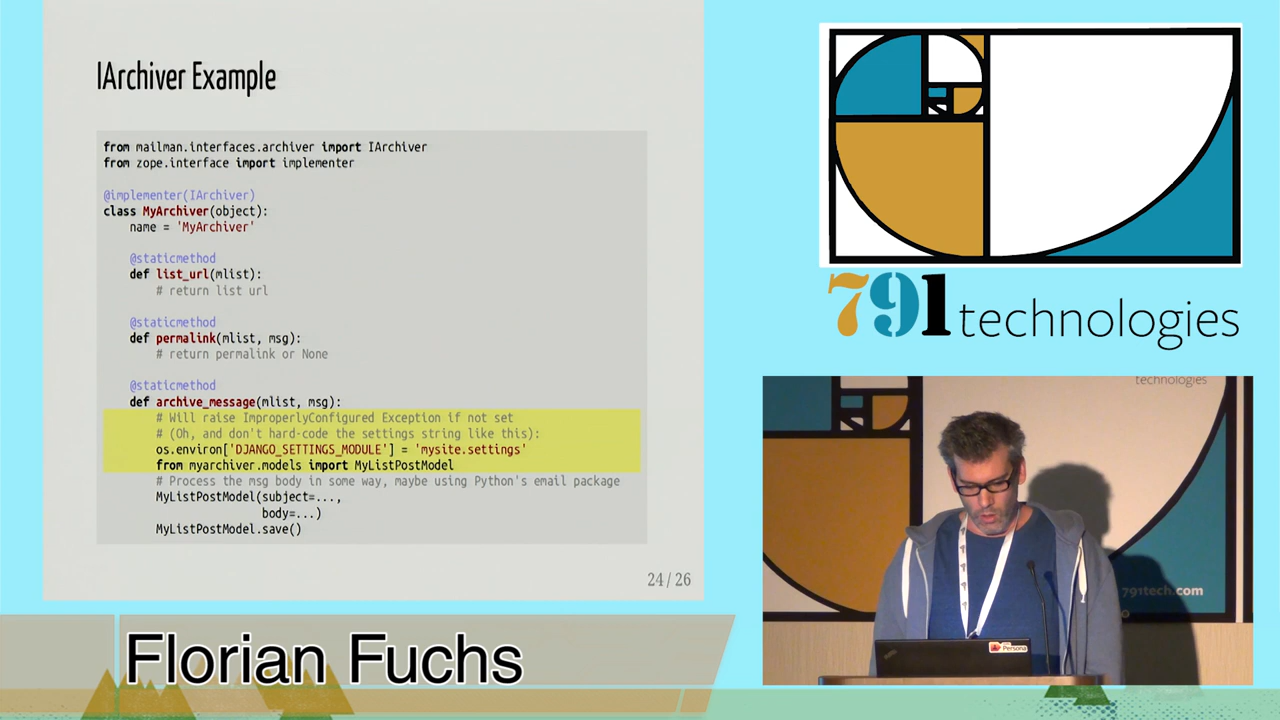 IArchiver Example
from mailman.interfaces.archiver import IArchiver
from zope.interface import implementer
@implementer(IArchiver)
class MyArchiver(object):
name = 'MyArchiver'
@staticmethod
def list_url(mlist):
# return list url
@staticmethod
def permalink(mlist, msg):
# return permalink or None
@staticmethod
def archive_message(mlist, msg):
# Will raise ImproperlyConfigured Exception if not set
# (Oh, and don't hard-code the settings string like this):
os.environ['DJANGO_SETTINGS_MODULE'] = 'mysite.settings'
from myarchiver.models import MyListPostModel
# Process the msg body in some way, maybe using Python's email package
MyListPostModel(subject=...,
body=...)
MyListPostModel.save()
24/26
791 technologies
technologies
791tech.com
Persona
Florian Fuchs